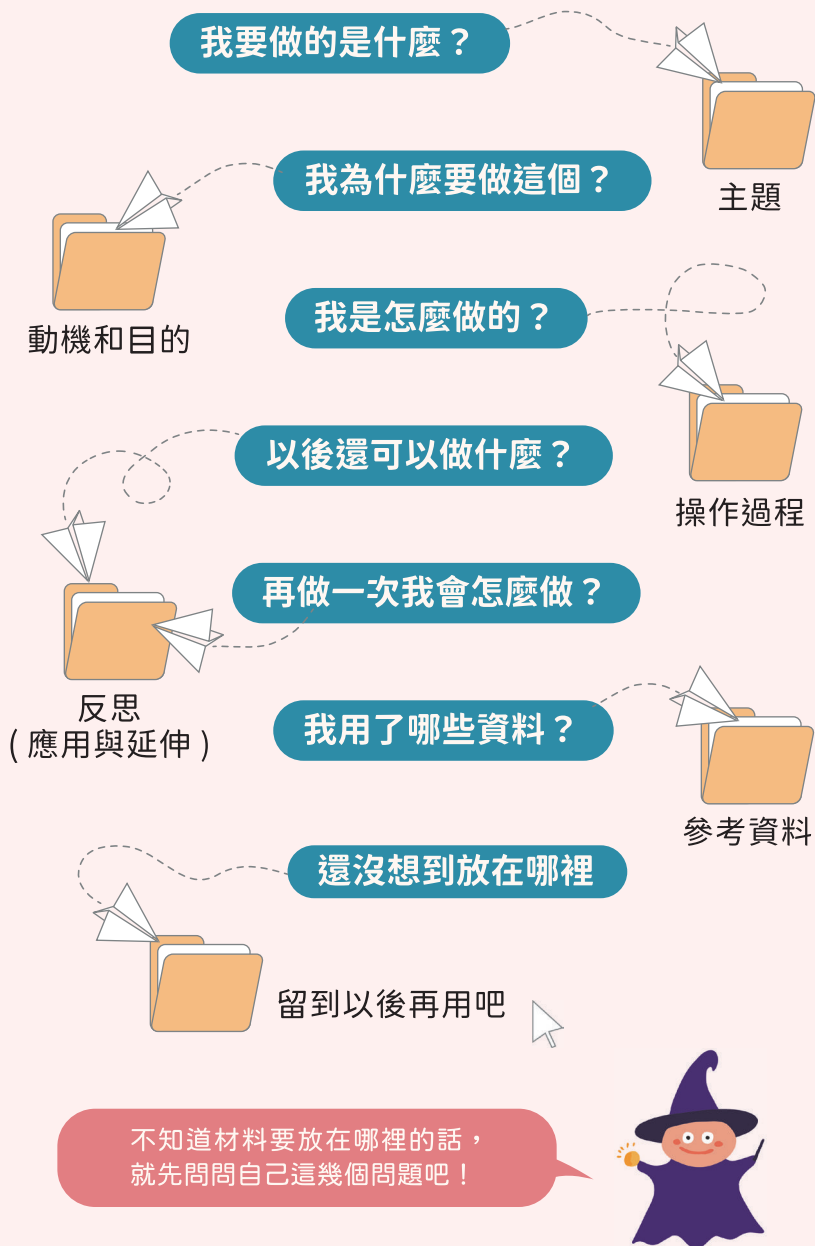 我要做的是什麼？
主題
我為什麼要做這個？
動機和目的
我是怎麼做的？
操作過程
以後還可以做什麼？
再做一次我會怎麼做？
反思
(應用與延伸)
我用了哪些資料？
參考資料
還沒想到放在哪裡
留到以後再用吧
不知道材料要放在哪裡的話，
就先問問自己這幾個問題吧！